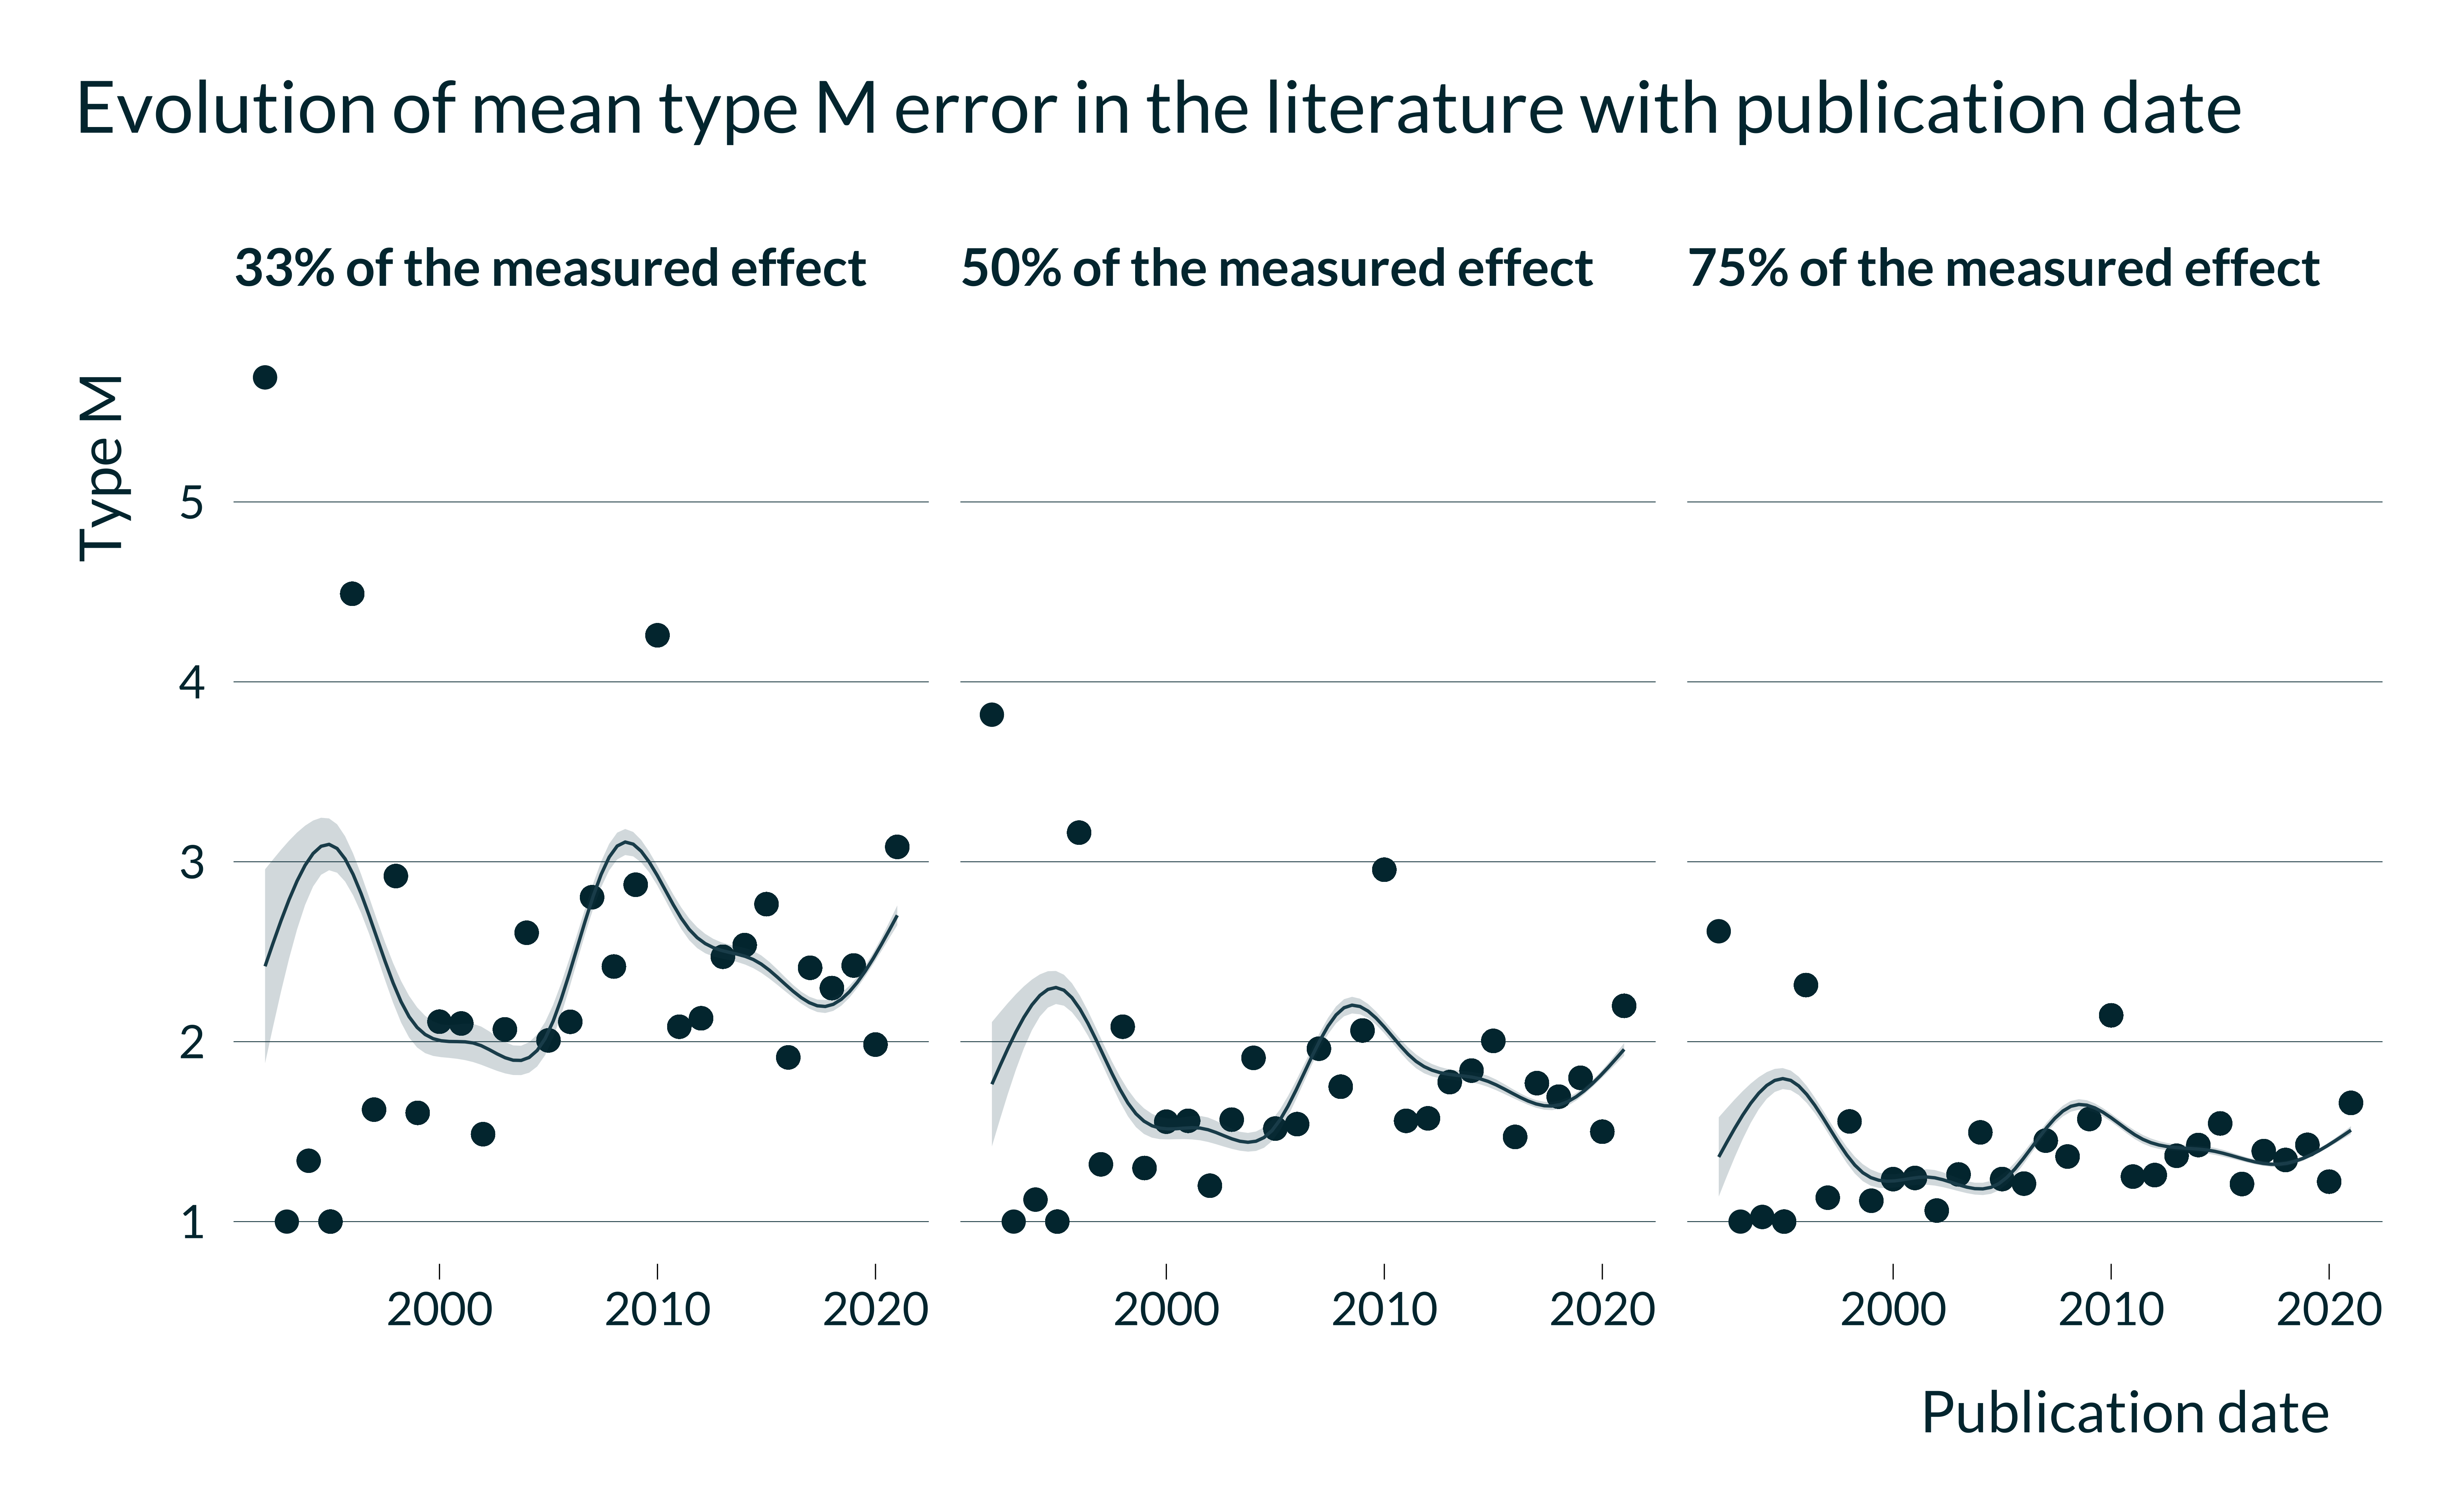 Evolution of mean type M error in the literature with publication date
33% of the measured effect
50% of the measured effect
75% of the measured effect
Type M
5
4
3
2
1
2000
2010
2020
2000
2010
2020
2000
2010
2020
Publication date